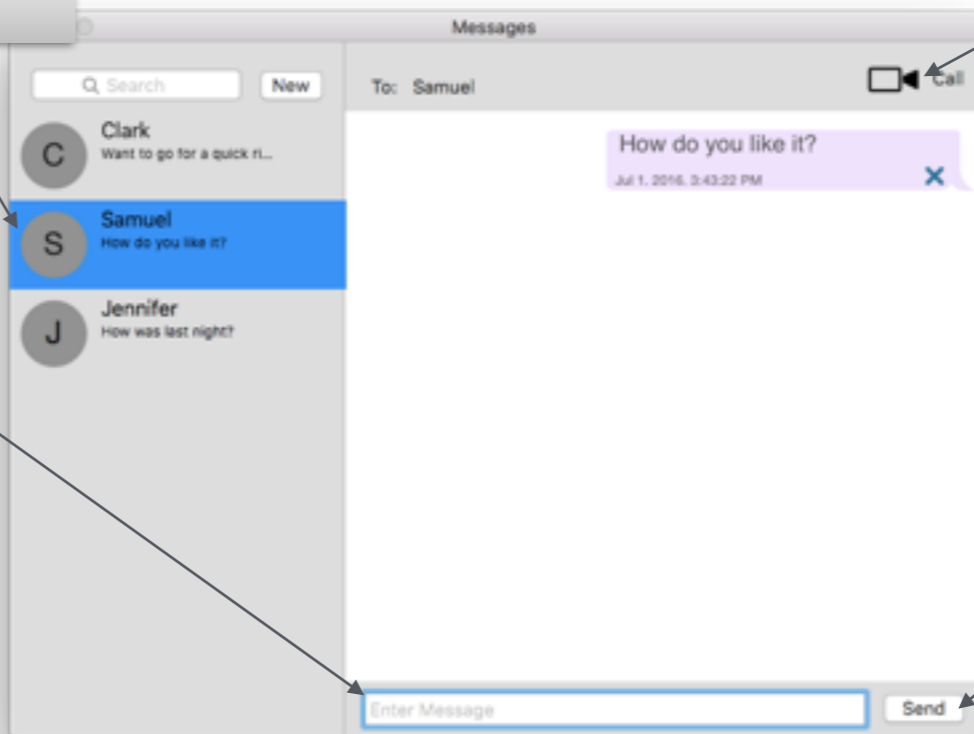 Messages
Search
New
To: Samuel
Call
C
Clark
Want to go for a quick ri...
S
Samuel
How do you like it?
J
Jennifer
How was last night?
How do you like it?
Jul 1, 2016, 3:43:22 PM
Enter Message
Send